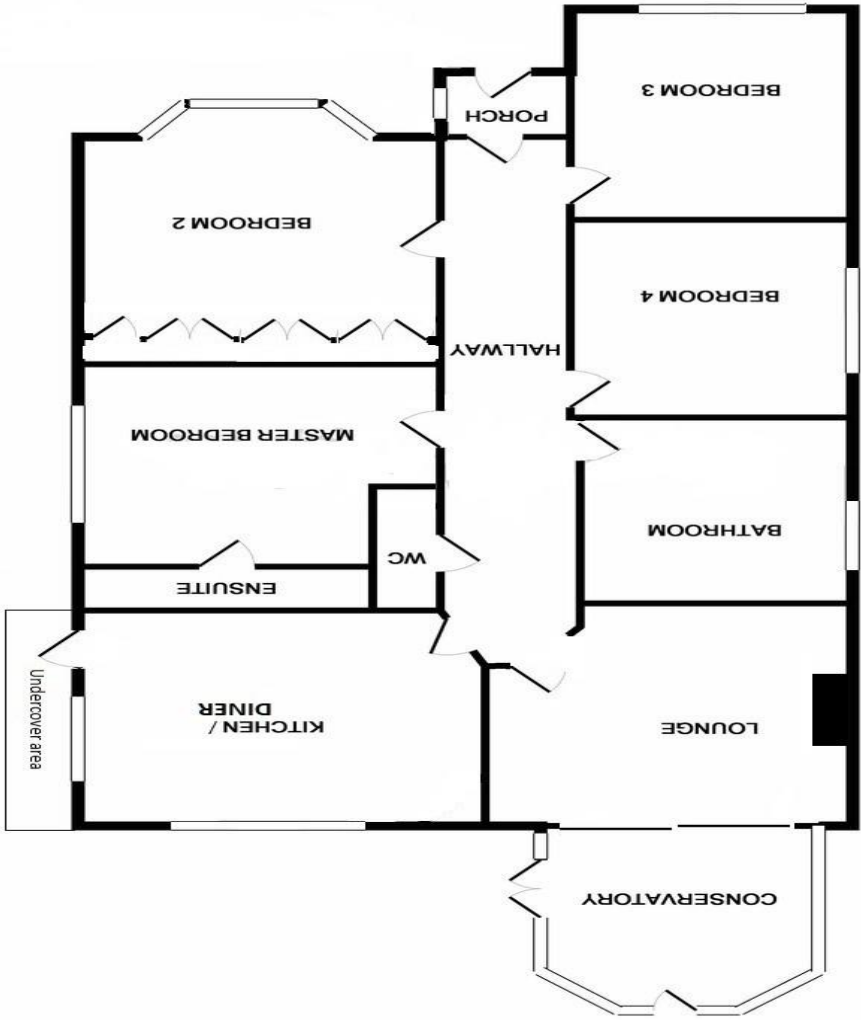 BEDROOM 3
PORCH
BEDROOM 2
BEDROOM 4
HALLWAY
MASTER BEDROOM
BATHROOM
WC
ENSUITE
KITCHEN /
DINER
LOUNGE
Undercover area
CONSERVATORY